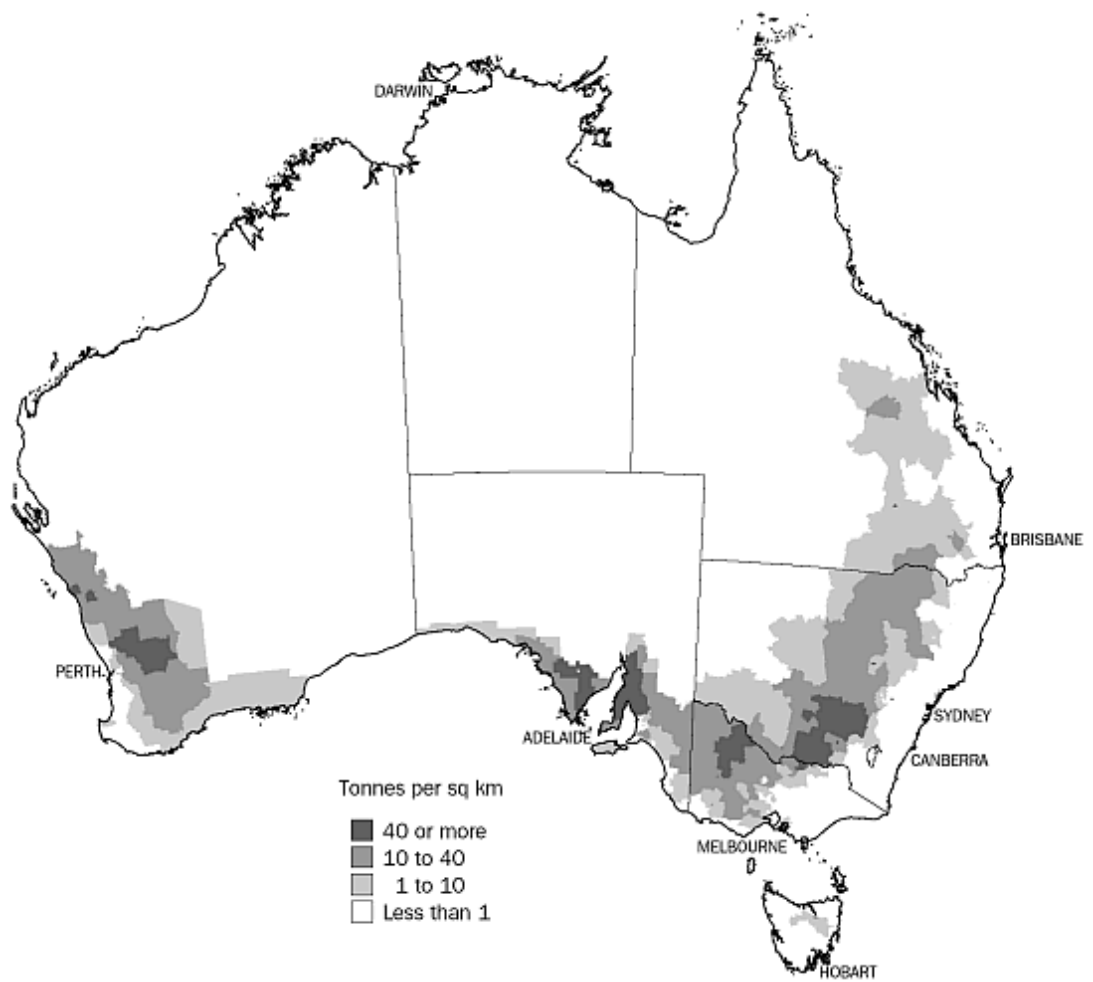 DARWIN
BRISBANE
PERTH
SYDNEY
ADELAIDE
CANBERRA
Tonnes per sq km
40 or more
10 to 40
1 to 10
Less than 1
MELBOURNE
HOBART